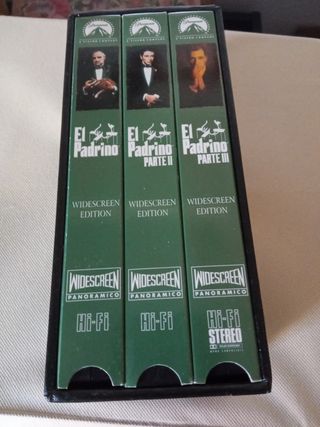 El
Padrino
WIDESCREEN
EDITION
WIDESCREEN
PANORAMICO
Hi-Fi
El
Padrino
PARTE II
WIDESCREEN
EDITION
WIDESCREEN
PANORAMICO
Hi-Fi
El
Padrino
PARTE III
WIDESCREEN
EDITION
WIDESCREEN
PANORAMICO
Hi-Fi
STEREO